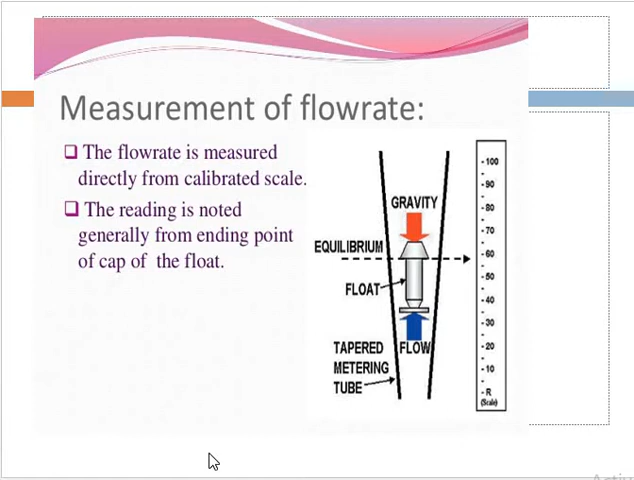 Measurement of flowrate:
❑ The flowrate is measured
directly from calibrated scale.
❑ The reading is noted
generally from ending point
of cap of the float.
GRAVITY
EQUILIBRIUM
FLOAT
TAPERED
METERING
TUBE
FLOW
- 100
- 90
- 80
- 70
- 60
- 50
- 40
- 30
- 20
- 10
- R
(Scale)